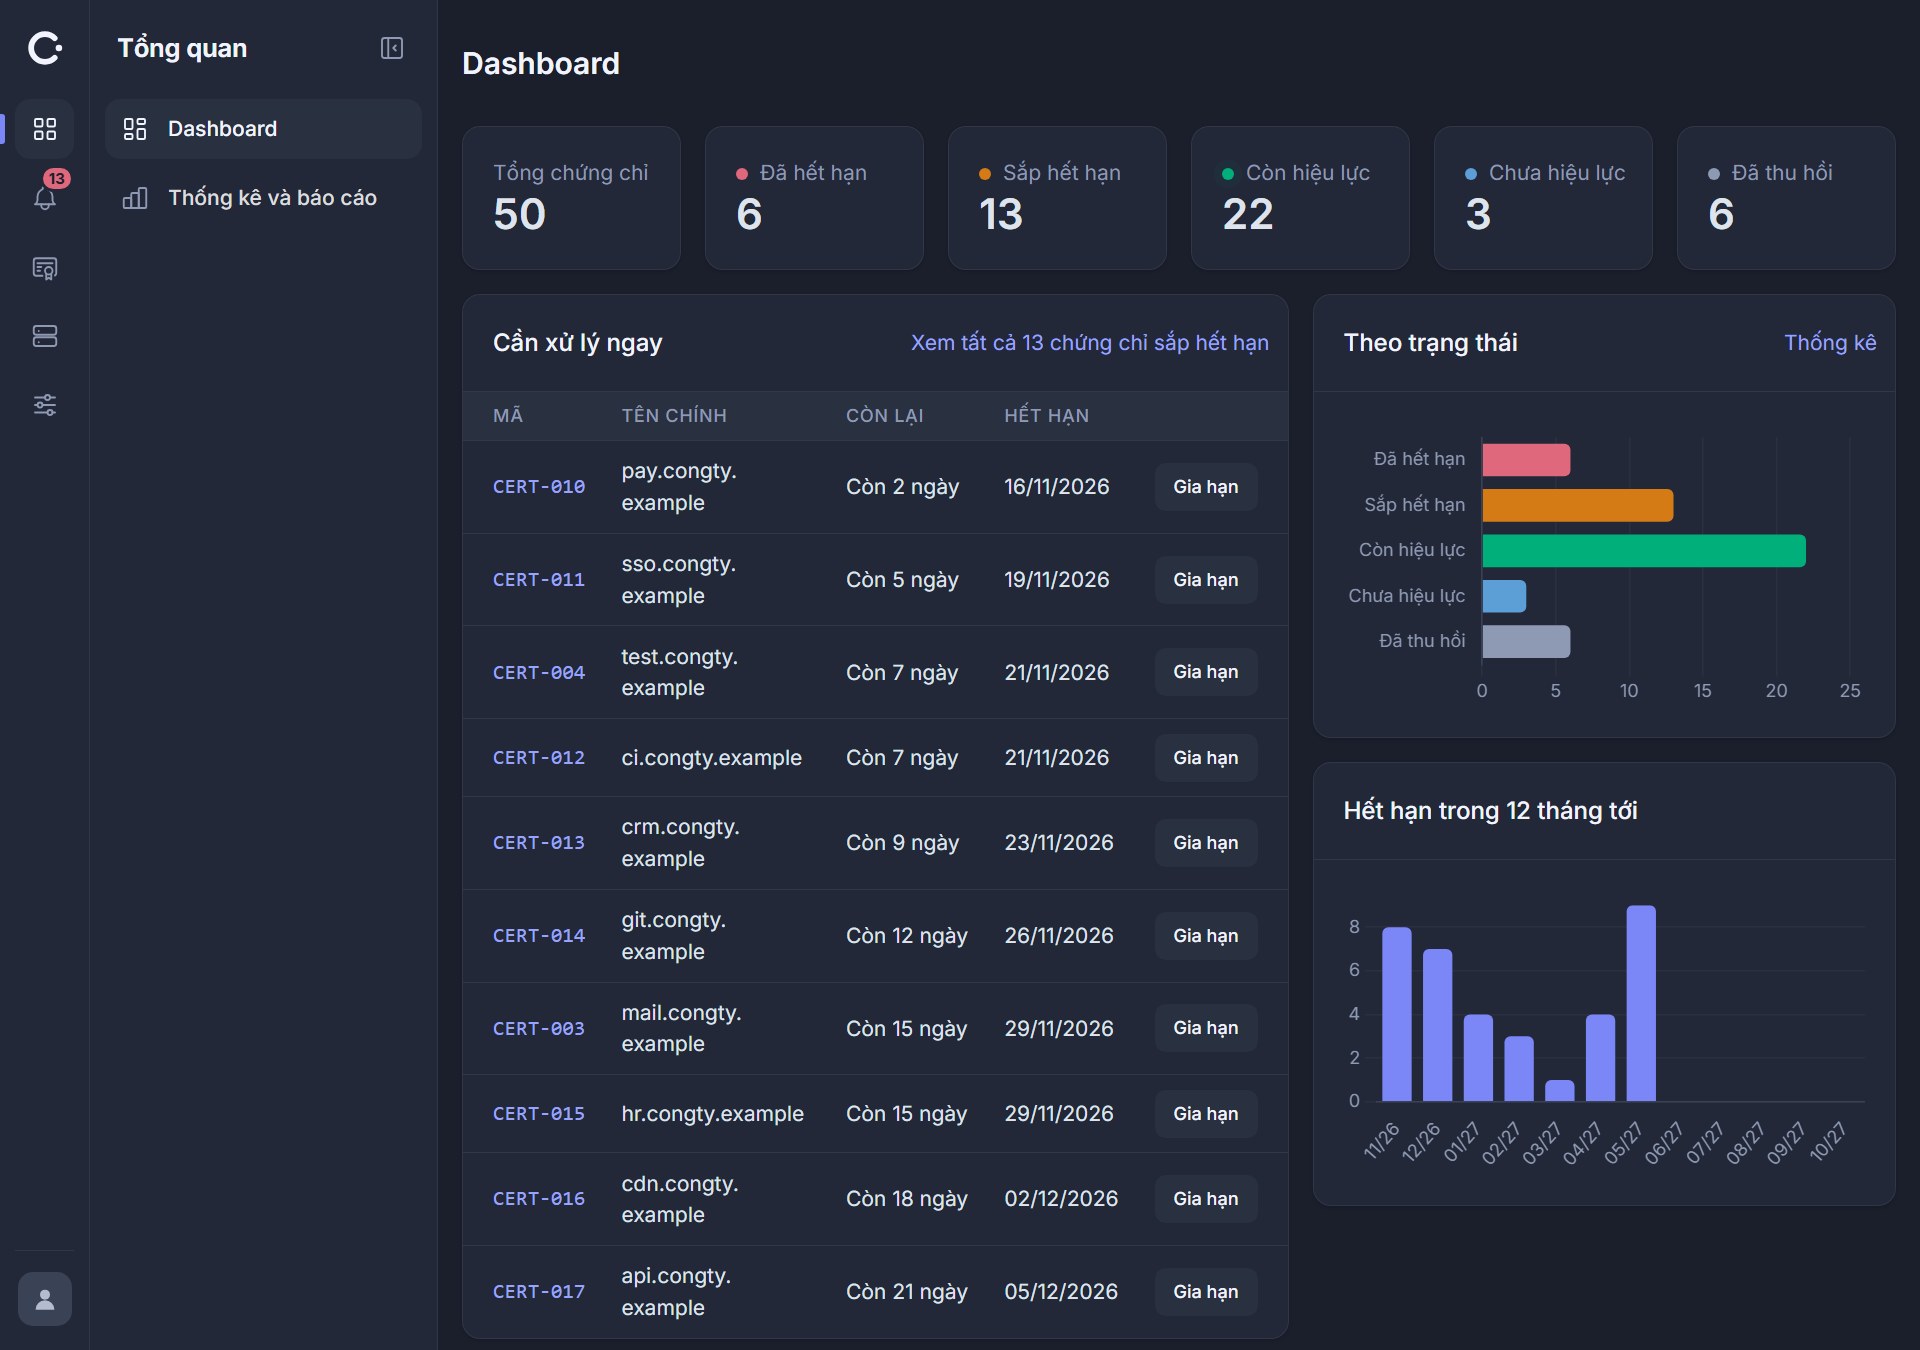 Tổng quan
Dashboard
Thống kê và báo cáo
13
Dashboard
Tổng chứng chỉ
50
Đã hết hạn
6
Sắp hết hạn
13
Còn hiệu lực
22
Chưa hiệu lực
3
Đã thu hồi
6
Cần xử lý ngay
Xem tất cả 13 chứng chỉ sắp hết hạn
MÃ TÊN CHÍNH CÒN LẠI HẾT HẠN
CERT-010 pay.congty. Còn 2 ngày 16/11/2026 Gia hạn
example
CERT-011 sso.congty. Còn 5 ngày 19/11/2026 Gia hạn
example
CERT-004 test.congty. Còn 7 ngày 21/11/2026 Gia hạn
example
CERT-012 ci.congty.example Còn 7 ngày 21/11/2026 Gia hạn
CERT-013 crm.congty. Còn 9 ngày 23/11/2026 Gia hạn
example
CERT-014 git.congty. Còn 12 ngày 26/11/2026 Gia hạn
example
CERT-003 mail.congty. Còn 15 ngày 29/11/2026 Gia hạn
example
CERT-015 hr.congty.example Còn 15 ngày 29/11/2026 Gia hạn
CERT-016 cdn.congty. Còn 18 ngày 02/12/2026 Gia hạn
example
CERT-017 api.congty. Còn 21 ngày 05/12/2026 Gia hạn
example
Theo trạng thái
Thống kê
Đã hết hạn
Sắp hết hạn
Còn hiệu lực
Chưa hiệu lực
Đã thu hồi
0 5 10 15 20 25
Hết hạn trong 12 tháng tới
8
6
4
2
0
11/26 12/26 01/27 02/27 03/27 04/27 05/27 06/27 07/27 08/27 09/27 10/27